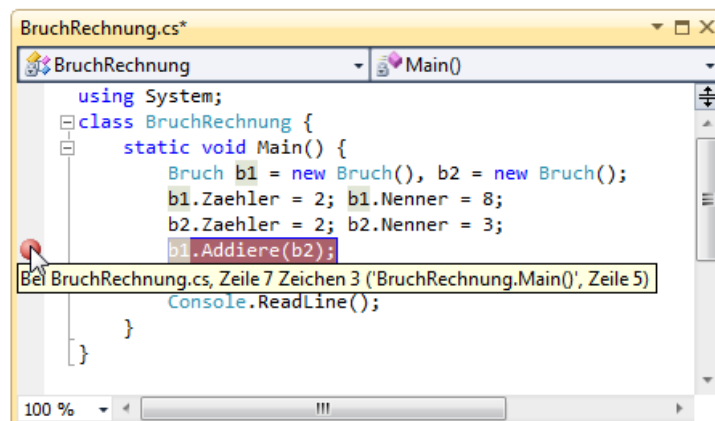 BruchRechnung.cs*
BruchRechnung Main()
using System;
class BruchRechnung {
static void Main() {
Bruch b1 = new Bruch(), b2 = new Bruch();
b1.Zaehler = 2; b1.Nenner = 8;
b2.Zaehler = 2; b2.Nenner = 3;
b1.Addiere(b2);
Bei BruchRechnung.cs, Zeile 7 Zeichen 3 ('BruchRechnung.Main()', Zeile 5)
Console.ReadLine();
}
}
100 %